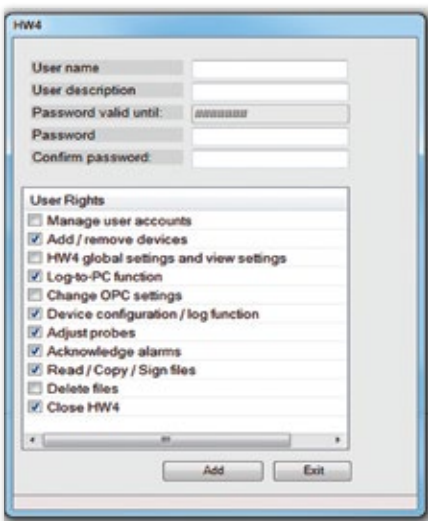 HW4
User name
User description
Password valid until: #######
Password
Confirm password:
User Rights
Manage user accounts
Add / remove devices
HW4 global settings and view settings
Log-to-PC function
Change OPC settings
Device configuration / log function
Adjust probes
Acknowledge alarms
Read / Copy / Sign files
Delete files
Close HW4
Add Exit